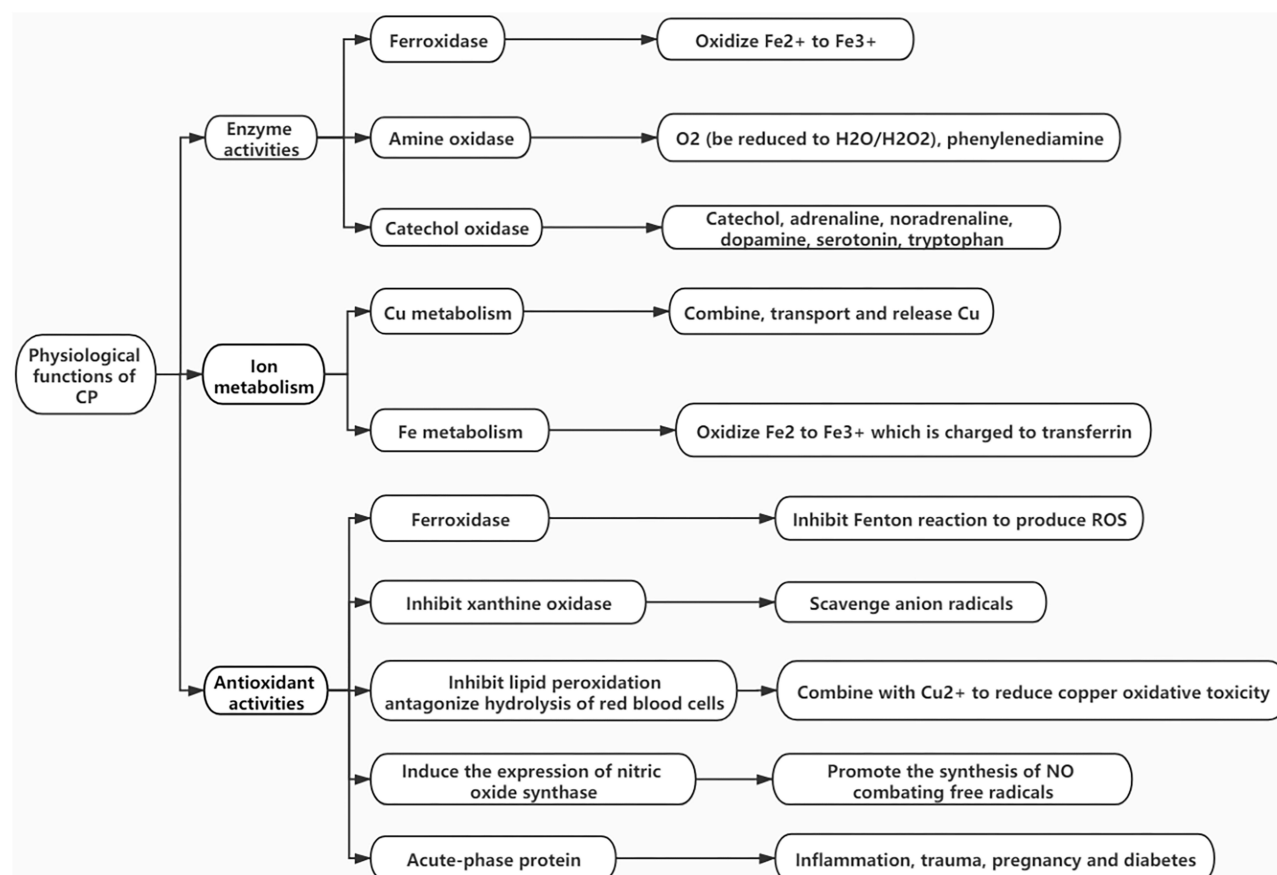 Physiological
functions of
CP
Enzyme
activities
Ferroxidase
Oxidize Fe2+ to Fe3+
Amine oxidase
O2 (be reduced to H2O/H2O2), phenylenediamine
Catechol oxidase
Catechol, adrenaline, noradrenaline,
dopamine, serotonin, tryptophan
Ion
metabolism
Cu metabolism
Combine, transport and release Cu
Fe metabolism
Oxidize Fe2 to Fe3+ which is charged to transferrin
Antioxidant
activities
Ferroxidase
Inhibit Fenton reaction to produce ROS
Inhibit xanthine oxidase
Scavenge anion radicals
Inhibit lipid peroxidation
antagonize hydrolysis of red blood cells
Combine with Cu2+ to reduce copper oxidative toxicity
Induce the expression of nitric
oxide synthase
Promote the synthesis of NO
combating free radicals
Acute-phase protein
Inflammation, trauma, pregnancy and diabetes